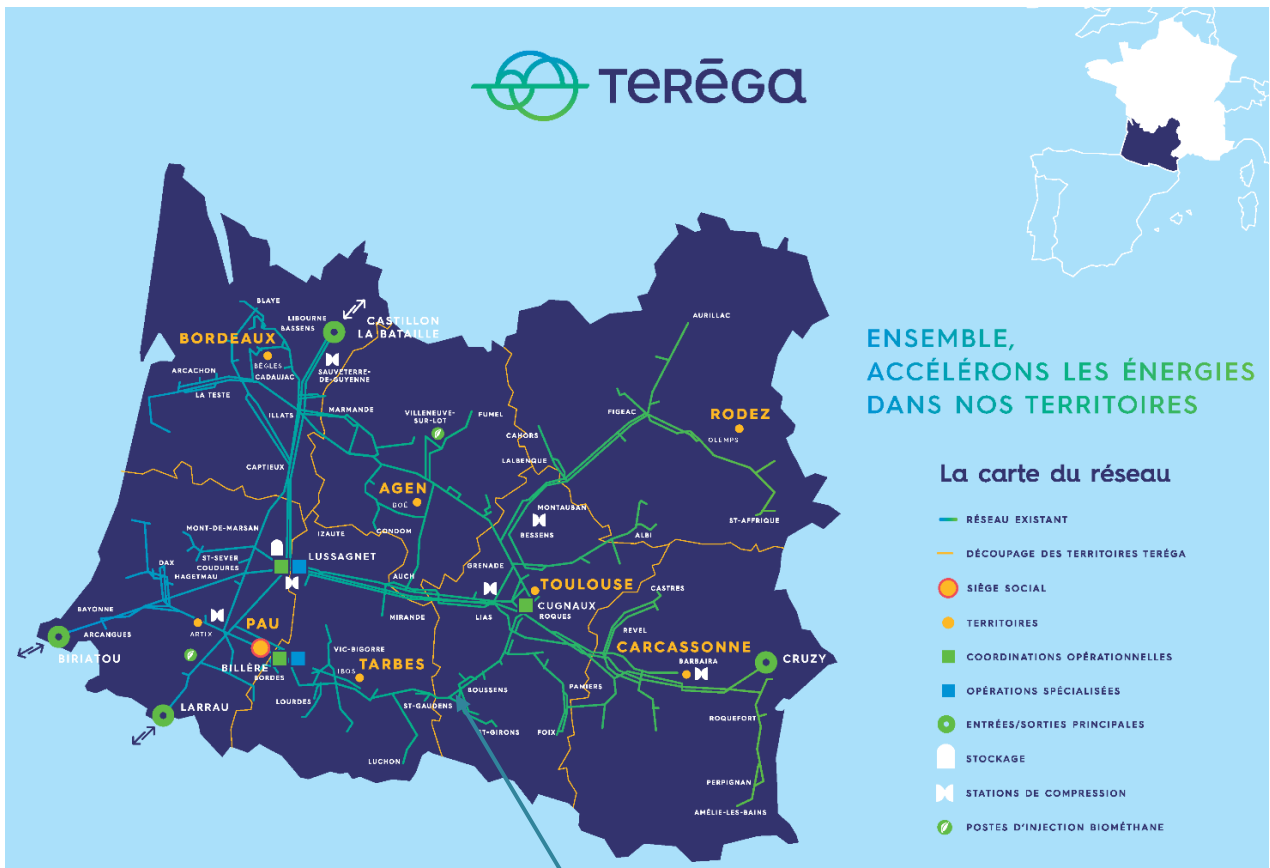 TERĒGA
ENSEMBLE,
ACCÉLÉRONS LES ÉNERGIES
DANS NOS TERRITOIRES
La carte du réseau
RÉSEAU EXISTANT
DÉCOUPAGE DES TERRITOIRES TERÉGA
SIÈGE SOCIAL
TERRITOIRES
COORDINATIONS OPÉRATIONNELLES
OPÉRATIONS SPÉCIALISÉES
ENTRÉES/SORTIES PRINCIPALES
STOCKAGE
STATIONS DE COMPRESSION
POSTES D'INJECTION BIOMÉTHANE
BLAYE
LIBOURNE
BASSENS
CASTILLON
LA BATAILLE
BORDEAUX
BÈGLES
CADAUJAC
SAUVETERRE-
DE-GUYENNE
ARCACHON
LA TESTE
ILLATS
MARMANDE
VILLENEUVE-
SUR-LOT
FUMEL
AURILLAC
FIGEAC
RODEZ
OLEMPS
CAHORS
LALBENQUE
CAPTIEUX
AGEN
BOÉ
CONDOM
MONTAUBAN
BESSENS
ST-AFFRIQUE
ALBI
MONT-DE-MARSAN
IZAUTE
ST-SEVER
COUDURES
HAGETMAU
DAX
LUSSAGNET
AUCH
MIRANDE
GRENADE
TOULOUSE
CUGNAUX
ROQUES
LIAS
CASTRES
REVEL
BAYONNE
ARCANGUES
BIRIATOU
ARTIX
PAU
BILLÈRE
BORDES
VIC-BIGORRE
IBOS
TARBES
CARCASSONNE
BARBAIRA
CRUZY
LARRAU
LOURDES
ST-GAUDENS
BOUSSENS
PAMIERS
ROQUEFORT
T-GIRONS
FOIX
LUCHON
PERPIGNAN
AMÉLIE-LES-BAINS